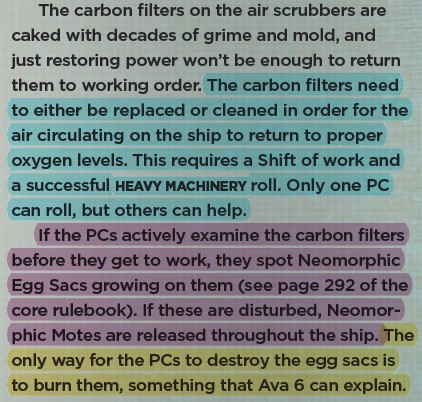 The carbon filters on the air scrubbers are
caked with decades of grime and mold, and
just restoring power won't be enough to return
them to working order. The carbon filters need
to either be replaced or cleaned in order for the
air circulating on the ship to return to proper
oxygen levels. This requires a Shift of work and
a successful HEAVY MACHINERY roll. Only one PC
can roll, but others can help.
If the PCs actively examine the carbon filters
before they get to work, they spot Neomorphic
Egg Sacs growing on them (see page 292 of the
core rulebook). If these are disturbed, Neomor-
phic Motes are released throughout the ship. The
only way for the PCs to destroy the egg sacs is
to burn them, something that Ava 6 can explain.